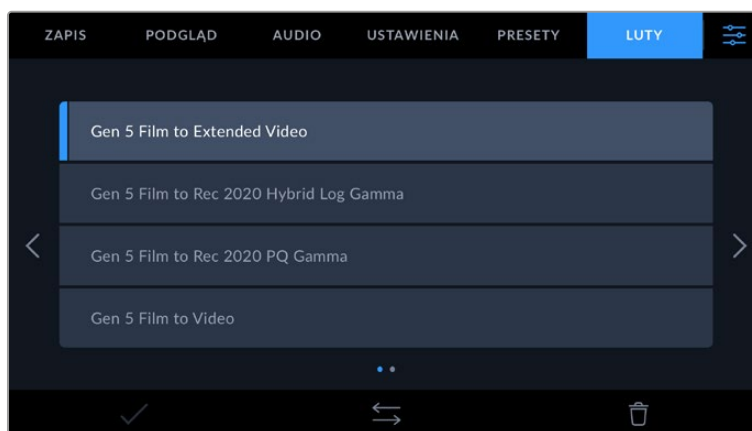 ZAPIS PODGLĄD AUDIO USTAWIENIA PRESETY LUTY
Gen 5 Film to Extended Video
Gen 5 Film to Rec 2020 Hybrid Log Gamma
Gen 5 Film to Rec 2020 PQ Gamma
Gen 5 Film to Video